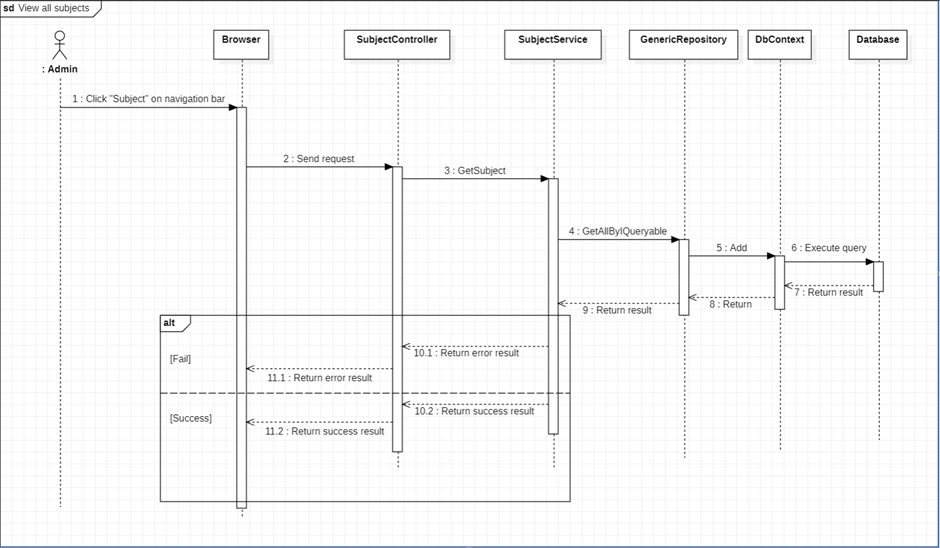 sd View all subjects
Browser
SubjectController
SubjectService
GenericRepository
DbContext
Database
: Admin
1 : Click "Subject" on navigation bar
2 : Send request
3 : GetSubject
4 : GetAllByIQueryable
5 : Add
6 : Execute query
7 : Return result
8 : Return
9 : Return result
alt
[Fail]
10.1 : Return error result
11.1 : Return error result
[Success]
10.2 : Return success result
11.2 : Return success result